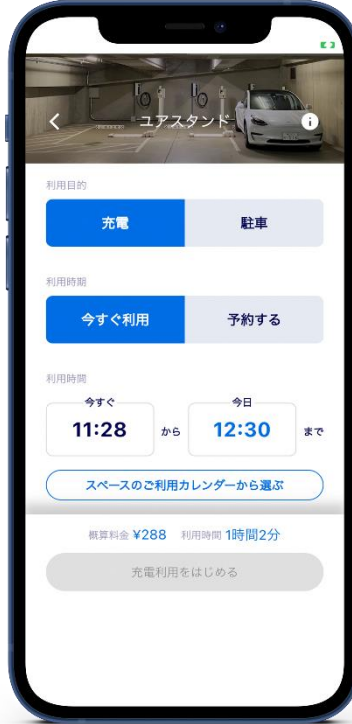 ユアスタンド
利用目的
充電 駐車
利用時期
今すぐ利用 予約する
利用時間
今すぐ 今日
11:28 から 12:30 まで
スペースのご利用カレンダーから選ぶ
概算料金 ¥288 利用時間 1時間2分
充電利用をはじめる